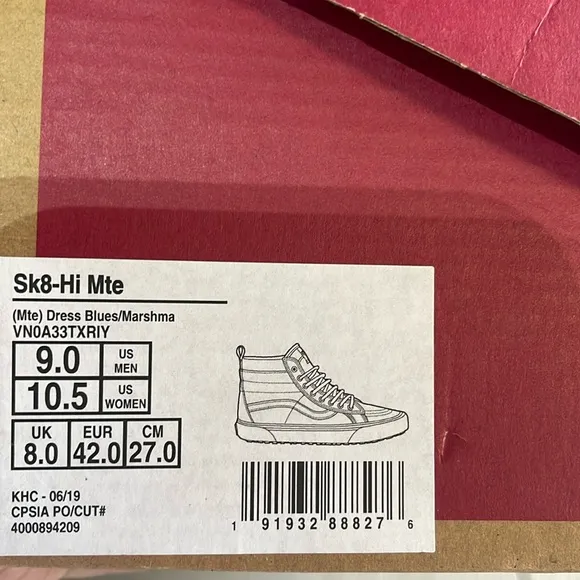 Sk8-Hi Mte
(Mte) Dress Blues/Marshma
VN0A33TXRIY
9.0 US MEN
10.5 US WOMEN
UK 8.0 EUR 42.0 CM 27.0
KHC - 06/19
CPSIA PO/CUT#
4000894209
1 91932 88827 6